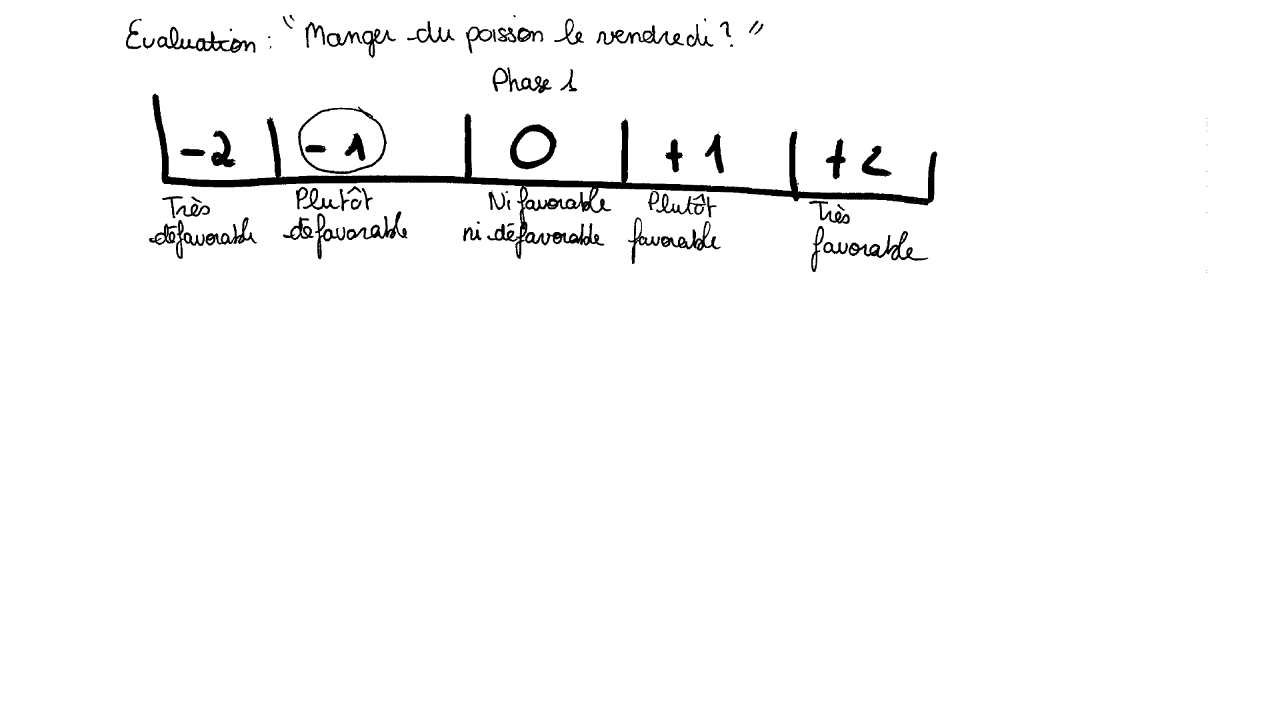 Evaluation : " Manger du poisson le vendredi ? "
Phase 1
-2 -1 0 +1 +2
Très Plutôt Ni favorable Plutôt Très
défavorable défavorable ni défavorable favorable favorable